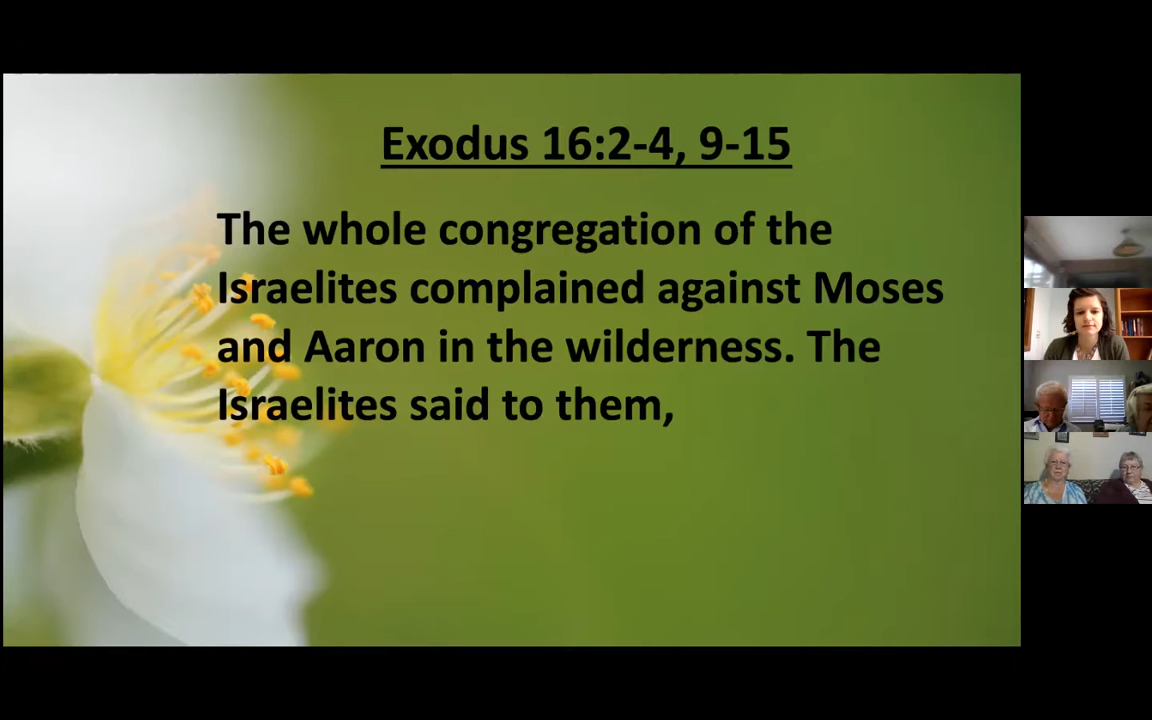 Exodus 16:2-4, 9-15
The whole congregation of the
Israelites complained against Moses
and Aaron in the wilderness. The
Israelites said to them,